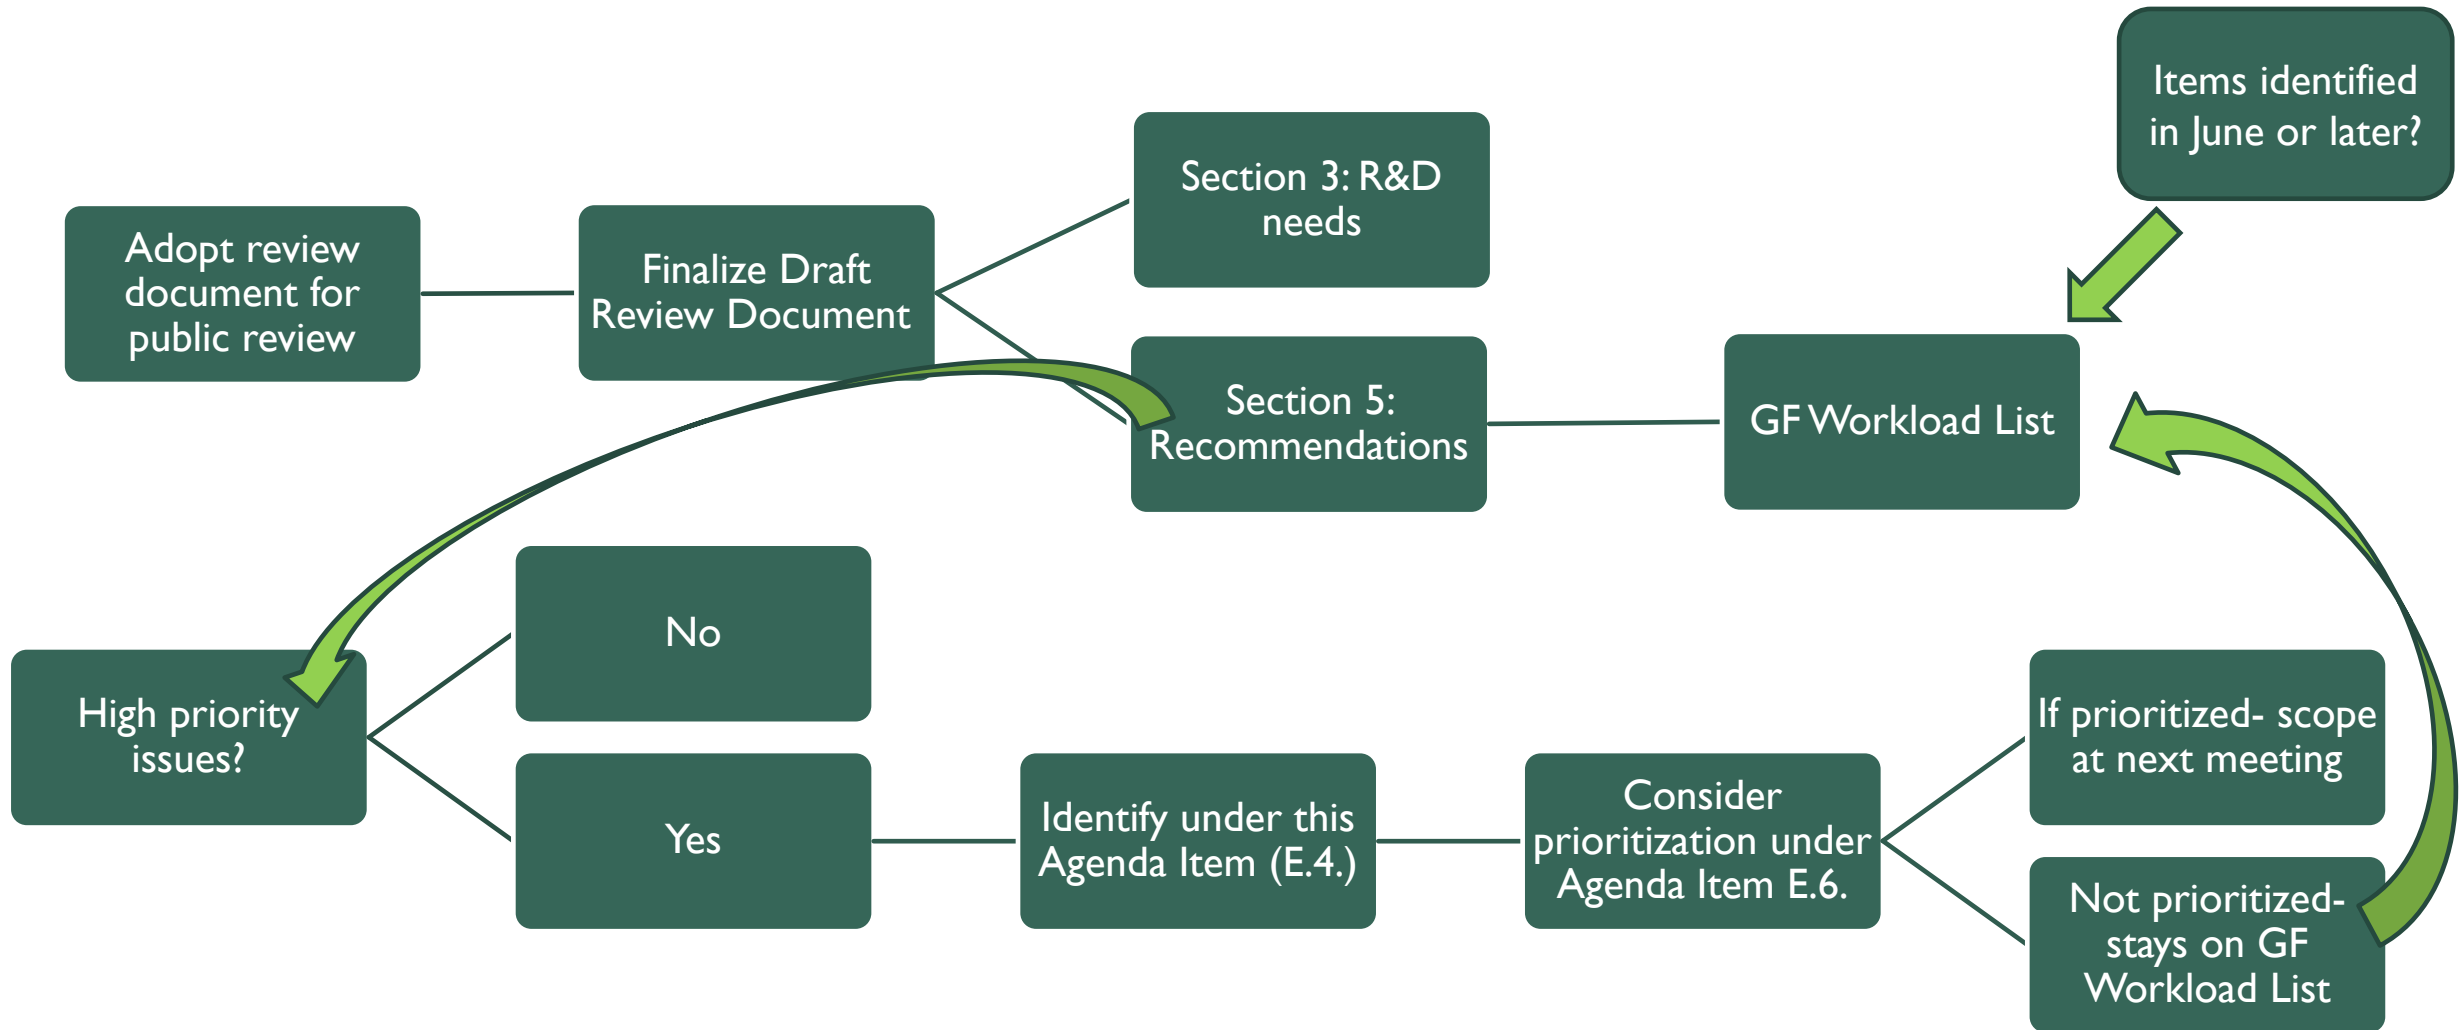 Items identified
in June or later?
Section 3: R&D
needs
Adopt review
document for
public review
Finalize Draft
Review Document
Section 5:
Recommendations
GF Workload List
No
High priority
issues?
Yes
Identify under this
Agenda Item (E.4.)
Consider
prioritization under
Agenda Item E.6.
If prioritized- scope
at next meeting
Not prioritized-
stays on GF
Workload List